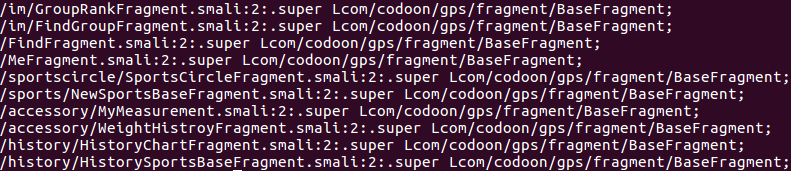 /im/GroupRankFragment.smali:2:.super Lcom/codoon/gps/fragment/BaseFragment;
/im/FindGroupFragment.smali:2:.super Lcom/codoon/gps/fragment/BaseFragment;
/FindFragment.smali:2:.super Lcom/codoon/gps/fragment/BaseFragment;
/MeFragment.smali:2:.super Lcom/codoon/gps/fragment/BaseFragment;
/sportscircle/SportsCircleFragment.smali:2:.super Lcom/codoon/gps/fragment/BaseFragment;
/sports/NewSportsBaseFragment.smali:2:.super Lcom/codoon/gps/fragment/BaseFragment;
/accessory/MyMeasurement.smali:2:.super Lcom/codoon/gps/fragment/BaseFragment;
/accessory/WeightHistroyFragment.smali:2:.super Lcom/codoon/gps/fragment/BaseFragment;
/history/HistoryChartFragment.smali:2:.super Lcom/codoon/gps/fragment/BaseFragment;
/history/HistorySportsBaseFragment.smali:2:.super Lcom/codoon/gps/fragment/BaseFragment;